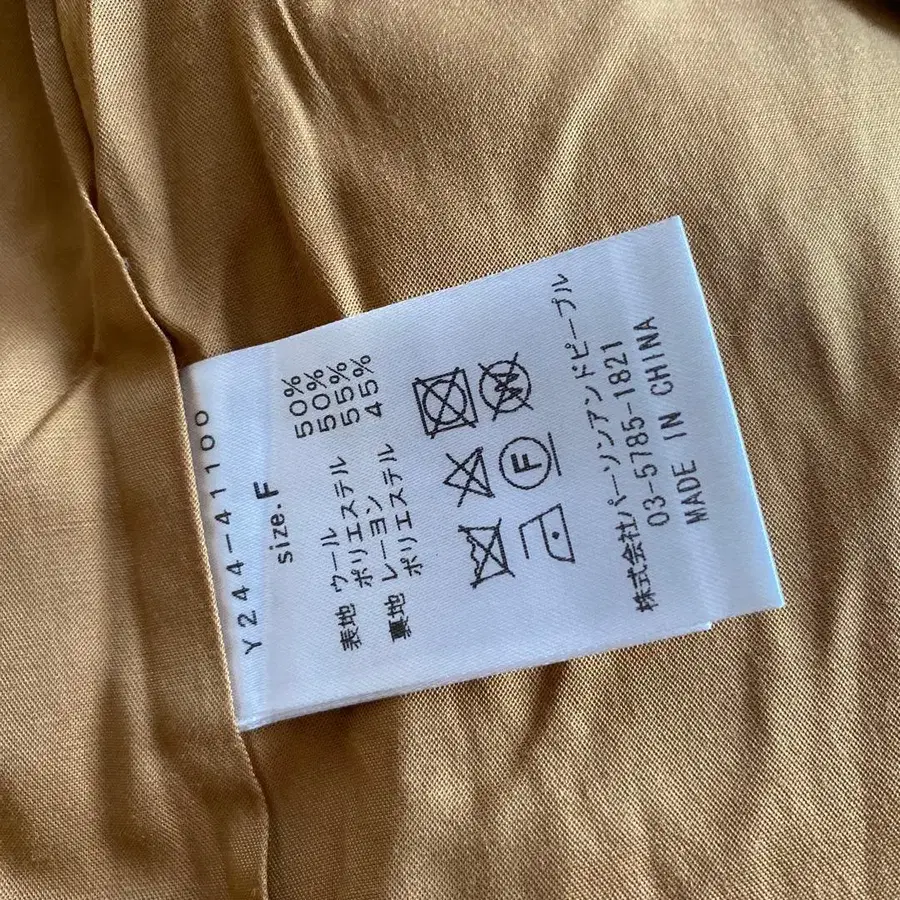 Y244-4１１００
size.F
表地 ウール 50%
ポリエステル 50%
裏地 レーヨン 55%
ポリエステル 45%
W
F
株式会社パーソンアンドピープル
03-5785-1821
MADE IN CHINA